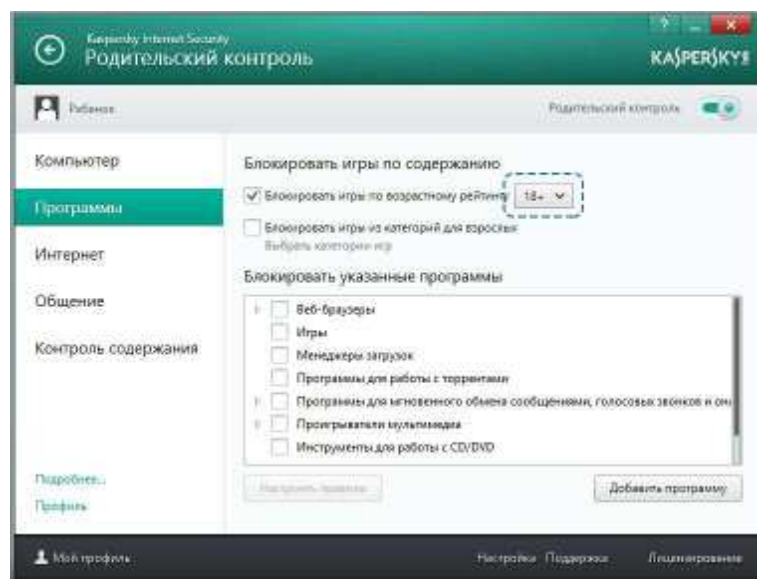 Kaspersky Internet Security
Родительский контроль
KASPERSKY
Ребенок
Родительский контроль
Компьютер
Программы
Интернет
Общение
Контроль содержания
Подробнее...
Профиль
Блокировать игры по содержанию
Блокировать игры по возрастному рейтингу 18+
Блокировать игры из категорий для взрослых
Выбрать категории игр
Блокировать указанные программы
Веб-браузеры
Игры
Менеджеры загрузок
Программы для работы с торрентами
Программы для мгновенного обмена сообщениями, голосовых звонков и он
Проигрыватели мультимедиа
Инструменты для работы с CD/DVD
Настроить правила
Добавить программу
Мой профиль
Настройка Поддержка Лицензирование